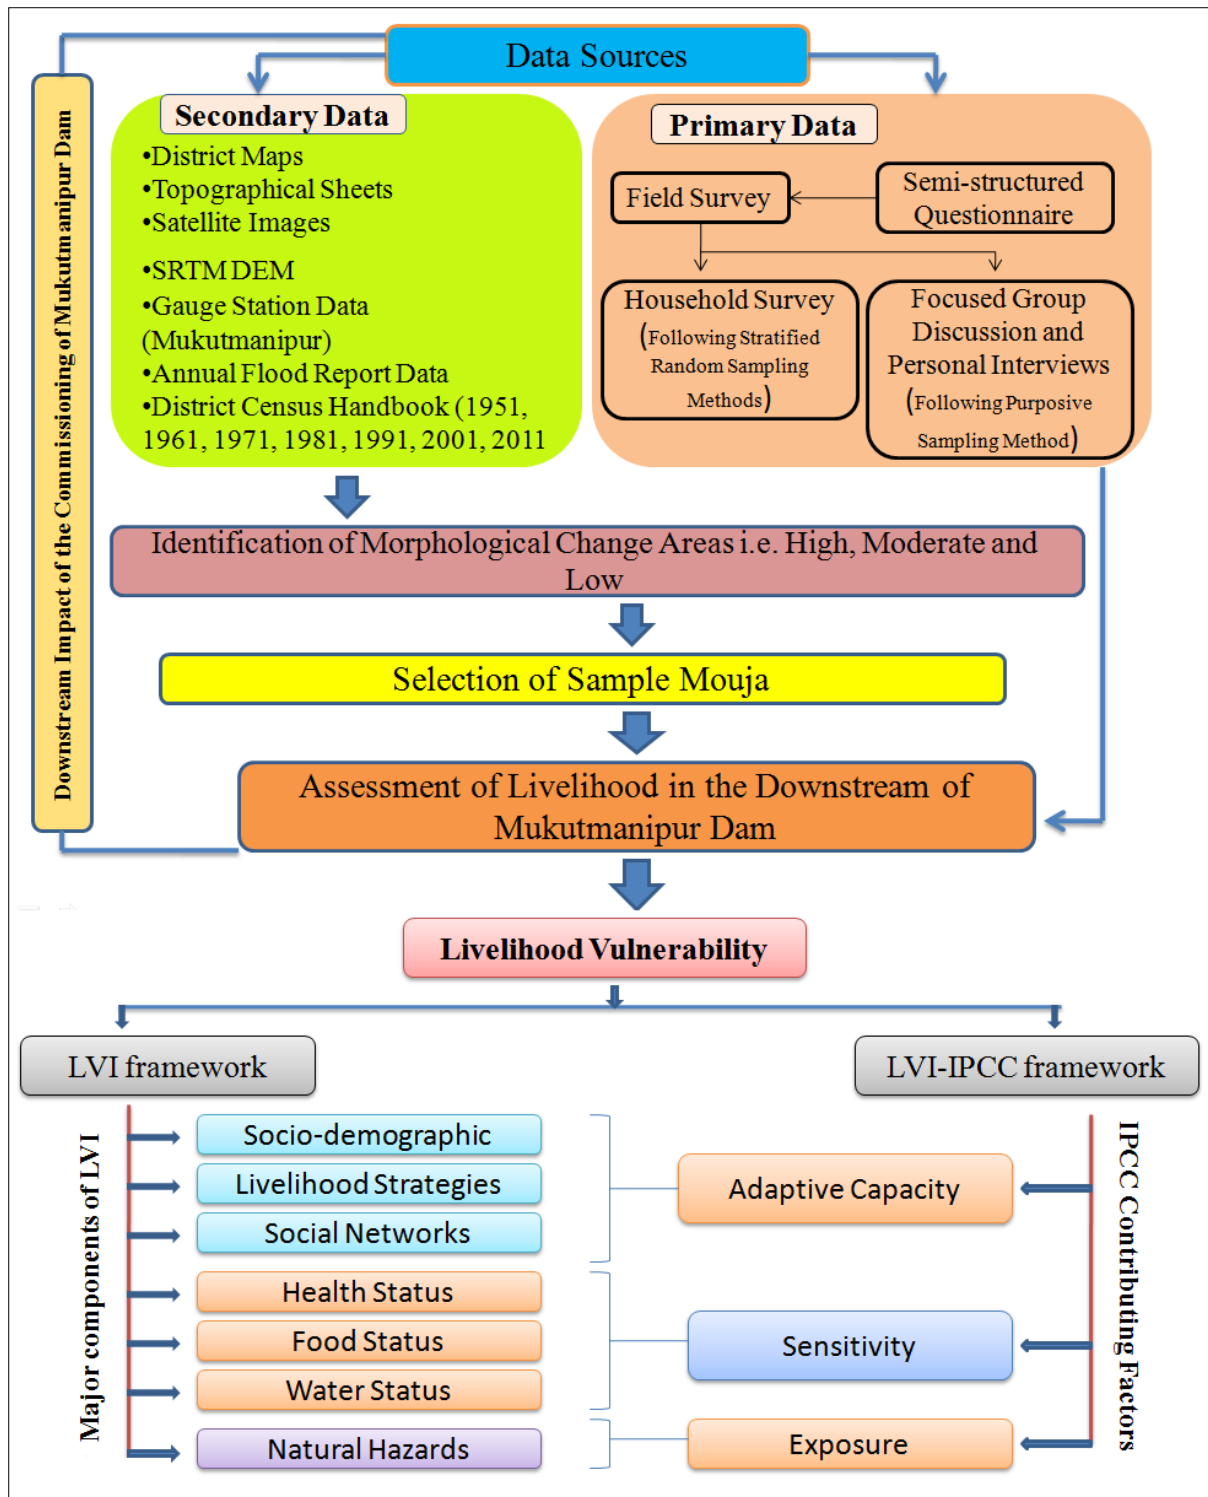 Data Sources
Downstream Impact of the Commissioning of Mukutmanipur Dam
Secondary Data
•District Maps
•Topographical Sheets
•Satellite Images
•SRTM DEM
•Gauge Station Data
(Mukutmanipur)
•Annual Flood Report Data
•District Census Handbook (1951,
1961, 1971, 1981, 1991, 2001, 2011
Primary Data
Field Survey
Semi-structured
Questionnaire
Household Survey
(Following Stratified
Random Sampling
Methods)
Focused Group
Discussion and
Personal Interviews
(Following Purposive
Sampling Method)
Identification of Morphological Change Areas i.e. High, Moderate and
Low
Selection of Sample Mouja
Assessment of Livelihood in the Downstream of
Mukutmanipur Dam
Livelihood Vulnerability
LVI framework
LVI-IPCC framework
Major components of LVI
Socio-demographic
Livelihood Strategies
Social Networks
Health Status
Food Status
Water Status
Natural Hazards
Adaptive Capacity
Sensitivity
Exposure
IPCC Contributing Factors